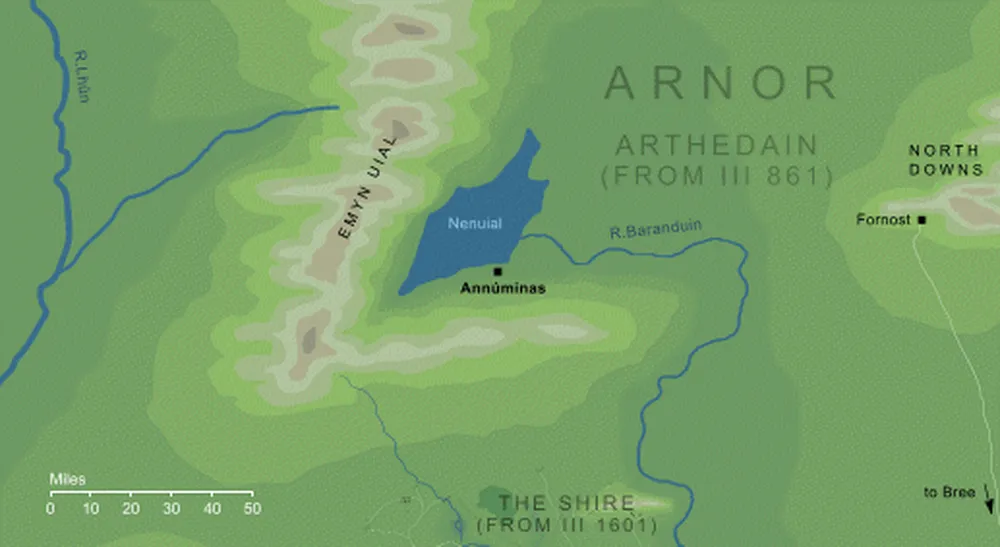 R.Lhûn
ARNOR
ARTHEDAIN
(FROM III 861)
NORTH
DOWNS
EMYN UIAL
Fornost
Nenuial
R.Baranduin
Annúminas
Miles
0 10 20 30 40 50
to Bree
THE SHIRE
(FROM III 1601)